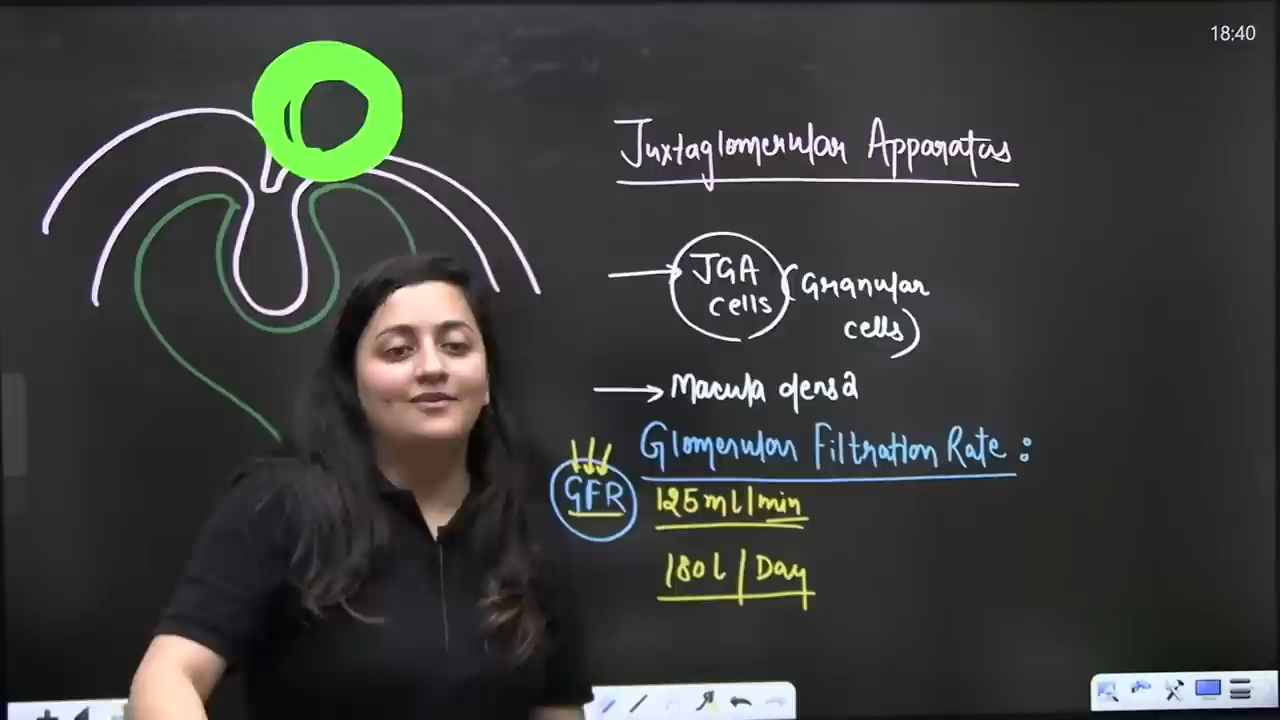 18:40
Juxtaglomerular Apparatus
JGA
cells
(Granular
cells)
Macula densa
Glomerular Filtration Rate:
GFR
125ml/min
180l/Day